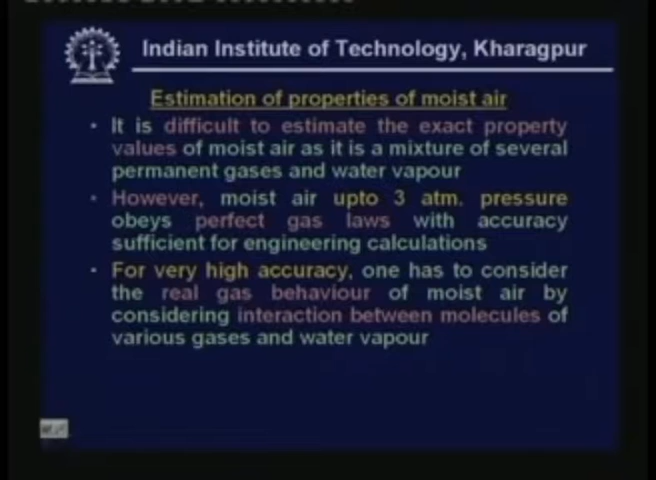 Indian Institute of Technology, Kharagpur
Estimation of properties of moist air
• It is difficult to estimate the exact property
values of moist air as it is a mixture of several
permanent gases and water vapour
• However, moist air upto 3 atm. pressure
obeys perfect gas laws with accuracy
sufficient for engineering calculations
• For very high accuracy, one has to consider
the real gas behaviour of moist air by
considering interaction between molecules of
various gases and water vapour